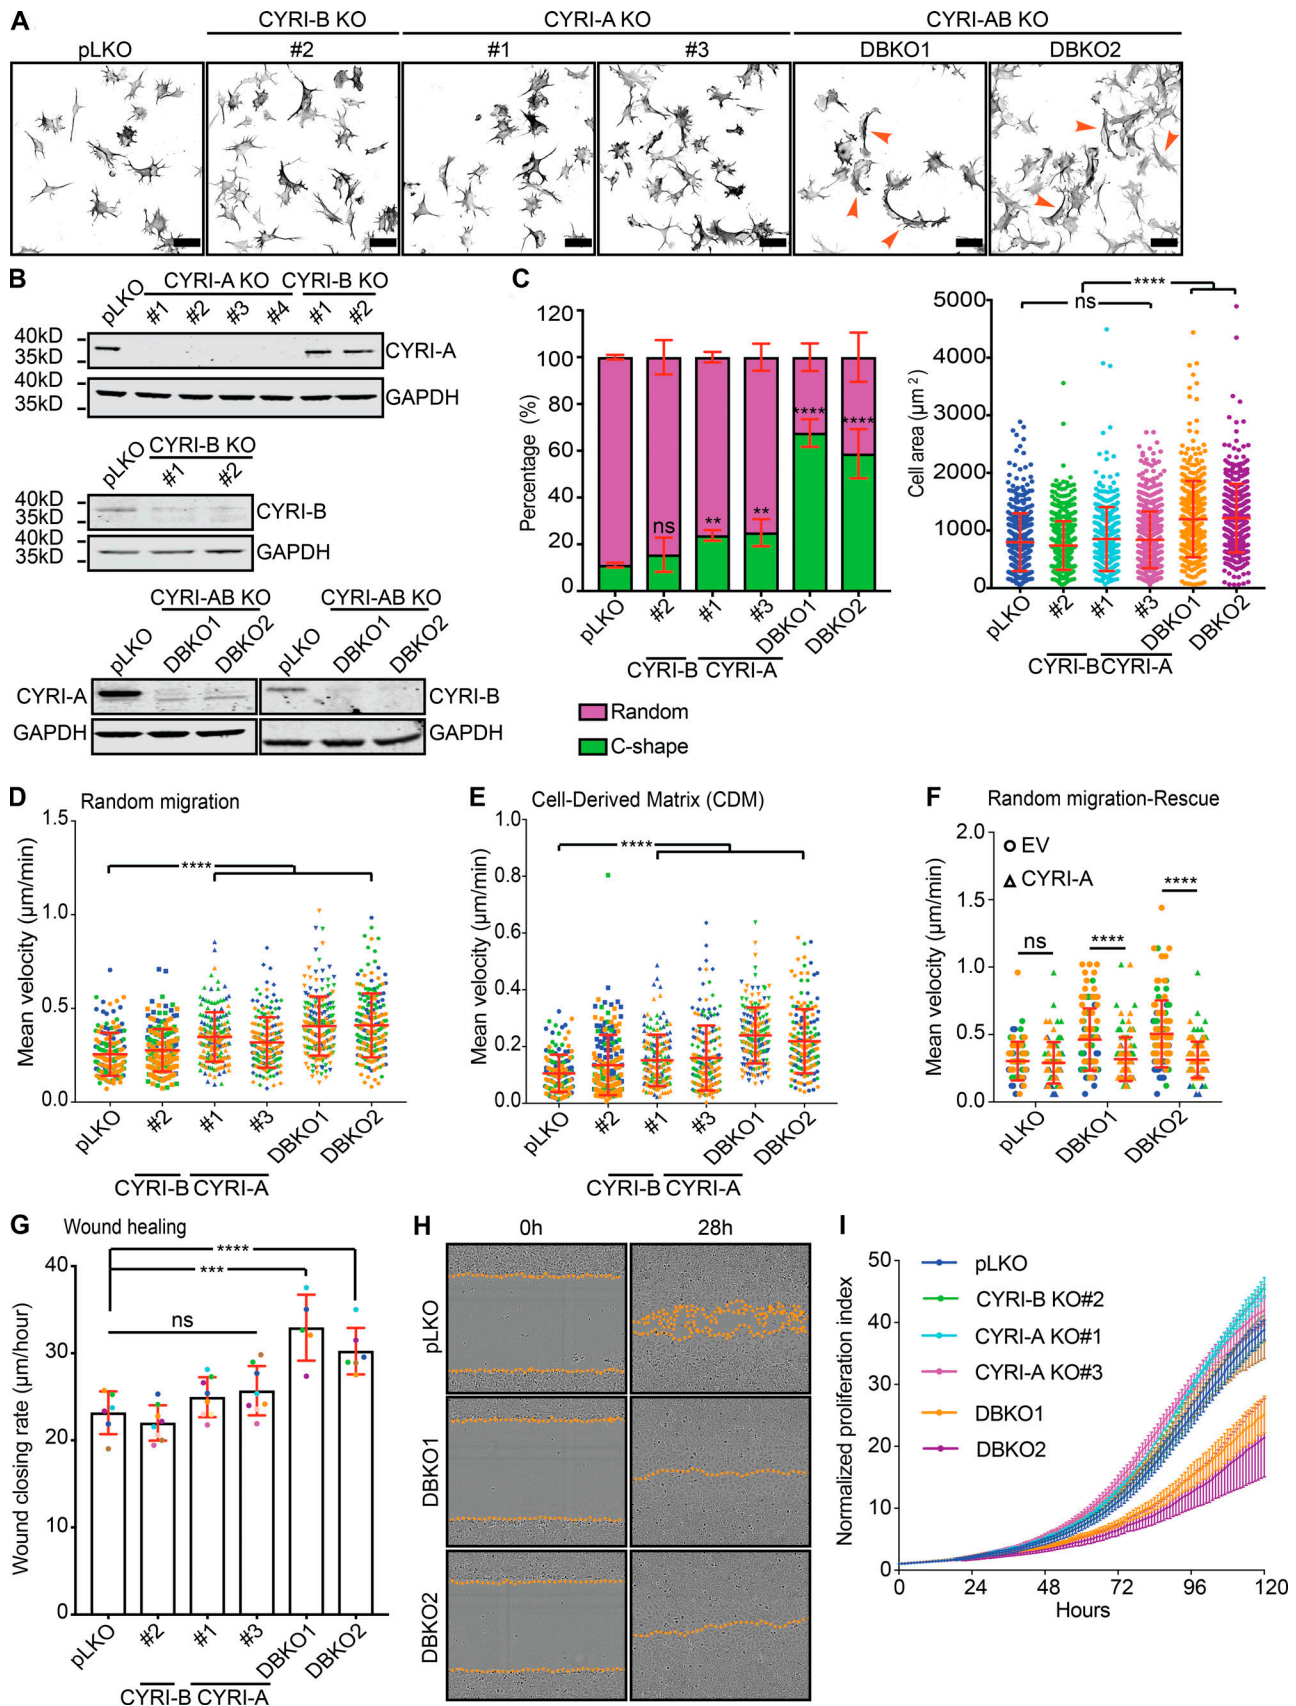 A
CYRI-B KO
CYRI-A KO
CYRI-AB KO
pLKO
#2
#1
#3
DBKO1
DBKO2
B
CYRI-A KO
CYRI-B KO
pLKO
#1
#2
#3
#4
#1
#2
40kD
35kD
CYRI-A
40kD
35kD
GAPDH
CYRI-B KO
pLKO
#1
#2
40kD
35kD
CYRI-B
40kD
35kD
GAPDH
CYRI-AB KO
CYRI-AB KO
pLKO
DBKO1
DBKO2
pLKO
DBKO1
DBKO2
CYRI-A
CYRI-B
GAPDH
GAPDH
C
Percentage (%)
120
100
80
60
40
20
0
ns
**
**
****
****
pLKO
#2
#1
#3
DBKO1
DBKO2
CYRI-B
CYRI-A
Random
C-shape
Cell area (µm²)
5000
4000
3000
2000
1000
0
ns
****
pLKO
#2
#1
#3
DBKO1
DBKO2
CYRI-B
CYRI-A
D
Random migration
Mean velocity (µm/min)
1.5
1.0
0.5
0.0
****
pLKO
#2
#1
#3
DBKO1
DBKO2
CYRI-B
CYRI-A
E
Cell-Derived Matrix (CDM)
Mean velocity (µm/min)
1.0
0.8
0.6
0.4
0.2
0.0
****
pLKO
#2
#1
#3
DBKO1
DBKO2
CYRI-B
CYRI-A
F
Random migration-Rescue
Mean velocity (µm/min)
2.0
1.5
1.0
0.5
0.0
EV
CYRI-A
ns
****
****
pLKO
DBKO1
DBKO2
G
Wound healing
Wound closing rate (µm/hour)
40
30
20
10
0
****
***
ns
pLKO
#2
#1
#3
DBKO1
DBKO2
CYRI-B
CYRI-A
H
0h
28h
pLKO
DBKO1
DBKO2
I
Normalized proliferation index
50
40
30
20
10
0
pLKO
CYRI-B KO#2
CYRI-A KO#1
CYRI-A KO#3
DBKO1
DBKO2
0
24
48
72
96
120
Hours